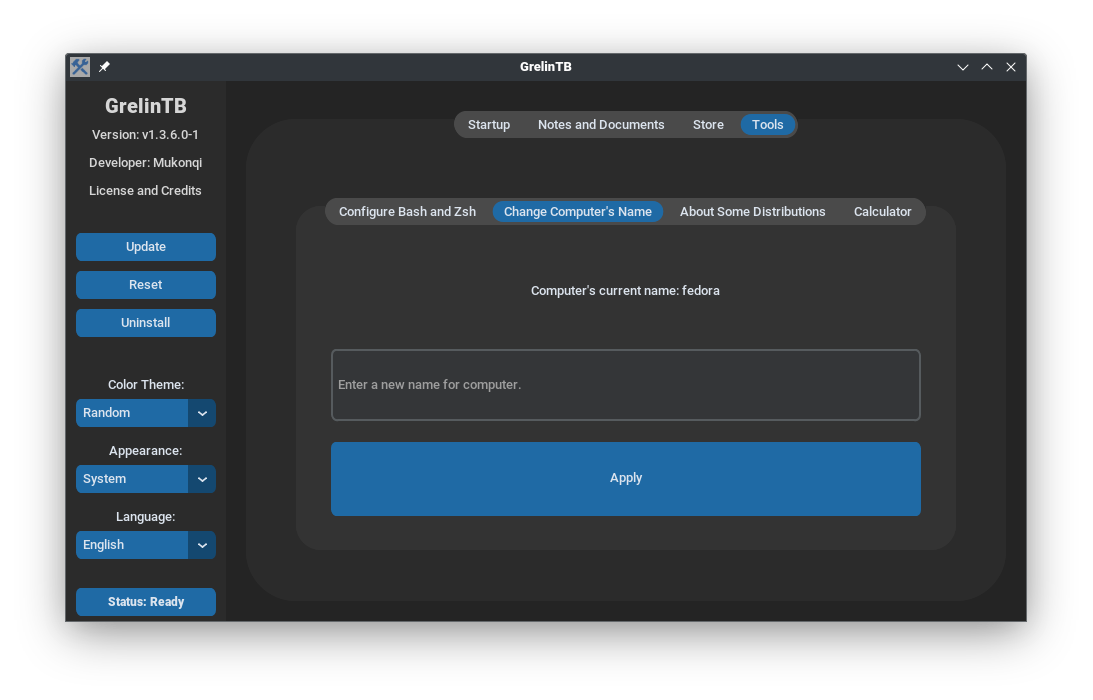 GrelinTB
GrelinTB
Version: v1.3.6.0-1
Developer: Mukonqi
License and Credits
Update
Reset
Uninstall
Color Theme:
Random
Appearance:
System
Language:
English
Status: Ready
Startup Notes and Documents Store Tools
Configure Bash and Zsh Change Computer's Name About Some Distributions Calculator
Computer's current name: fedora
Enter a new name for computer.
Apply